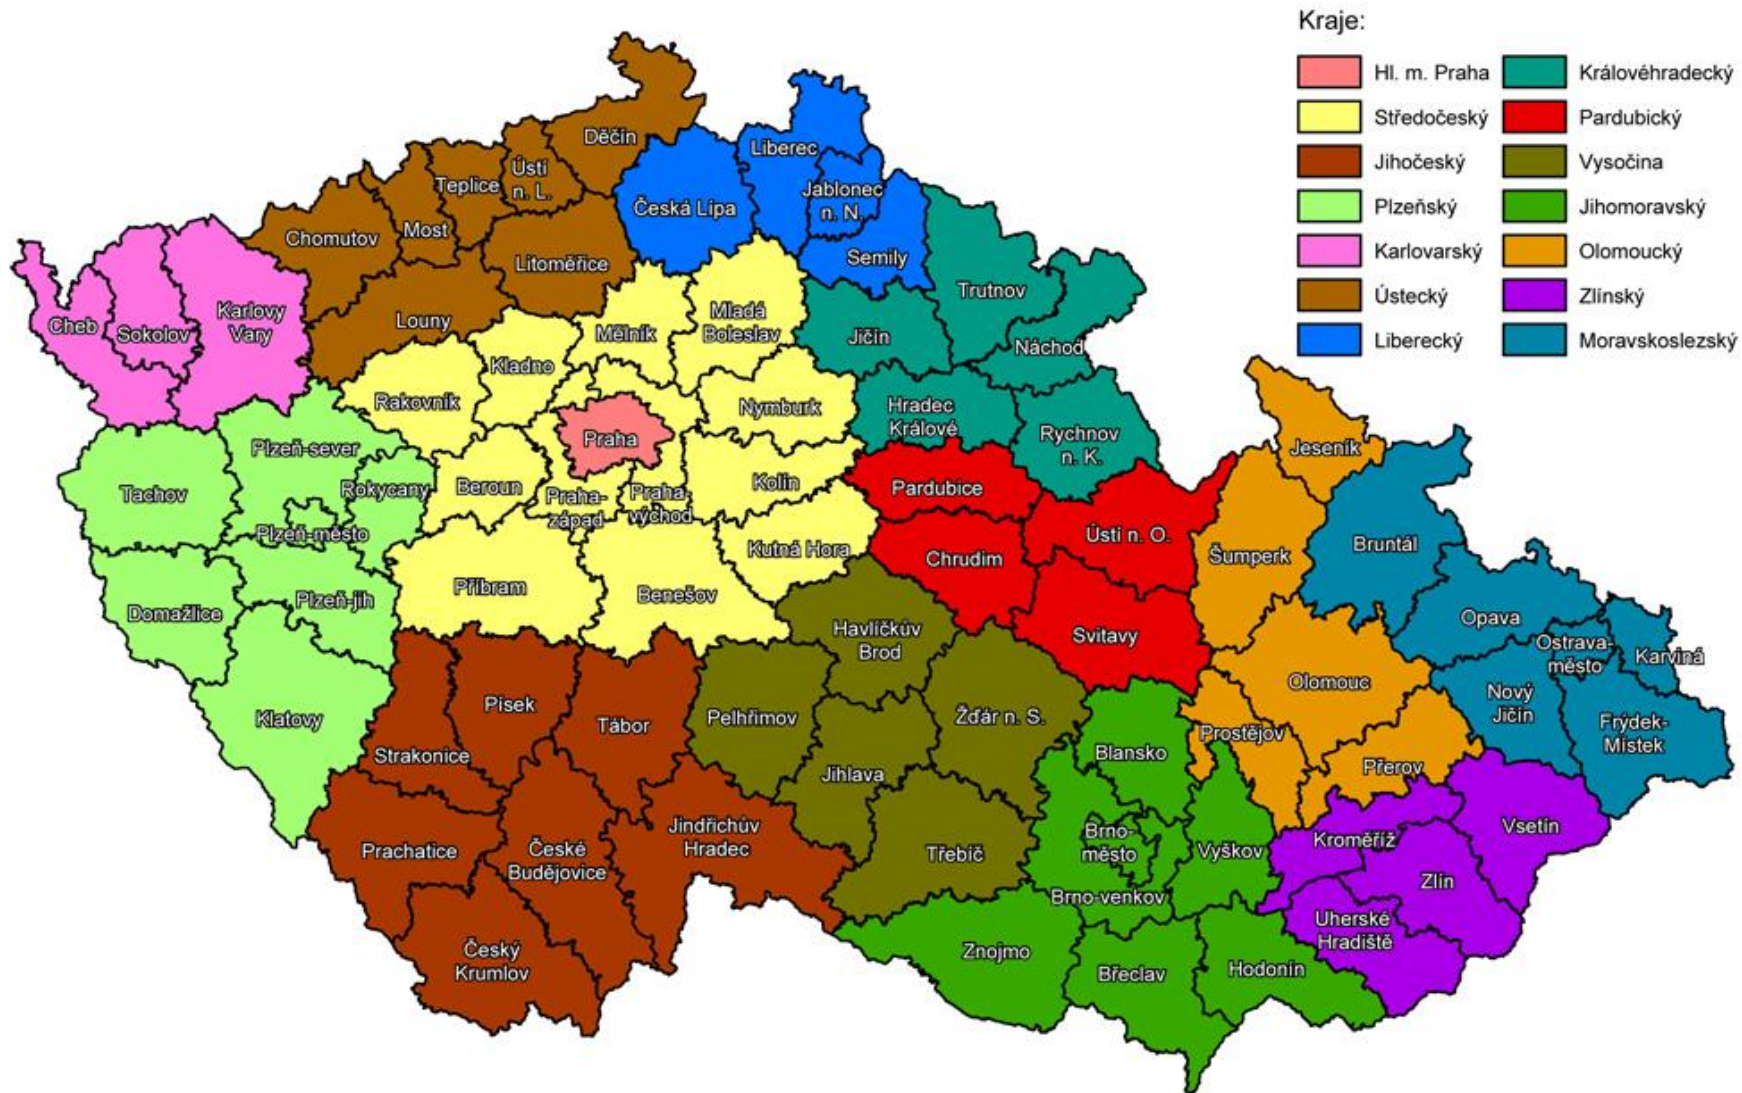 Kraje:
Hl. m. Praha
Středočeský
Jihočeský
Plzeňský
Karlovarský
Ústecký
Liberecký
Královéhradecký
Pardubický
Vysočina
Jihomoravský
Olomoucký
Zlínský
Moravskoslezský
Děčín
Liberec
Ústí
n. L.
Teplice
Jablonec
n. N.
Česká Lípa
Most
Chomutov
Semily
Litoměřice
Trutnov
Karlovy
Vary
Louny
Cheb
Sokolov
Mělník
Mladá
Boleslav
Jičín
Náchod
Kladno
Rakovník
Nymburk
Hradec
Králové
Praha
Rychnov
n. K.
Plzeň-sever
Jeseník
Tachov
Rokycany
Beroun
Kolín
Pardubice
Praha-
západ
Praha-
východ
Plzeň-město
Ústí n. O.
Kutná Hora
Chrudim
Šumperk
Bruntál
Příbram
Benešov
Domažlice
Plzeň-jih
Opava
Havlíčkův
Brod
Svitavy
Ostrava-
město
Karviná
Olomouc
Nový
Jičín
Klatovy
Písek
Tábor
Pelhřimov
Žďár n. S.
Frýdek-
Místek
Strakonice
Blansko
Prostějov
Jihlava
Přerov
Jindřichův
Hradec
Vsetín
Prachatice
České
Budějovice
Třebíč
Brno-
město
Vyškov
Kroměříž
Zlín
Brno-venkov
Uherské
Hradiště
Český
Krumlov
Znojmo
Břeclav
Hodonín